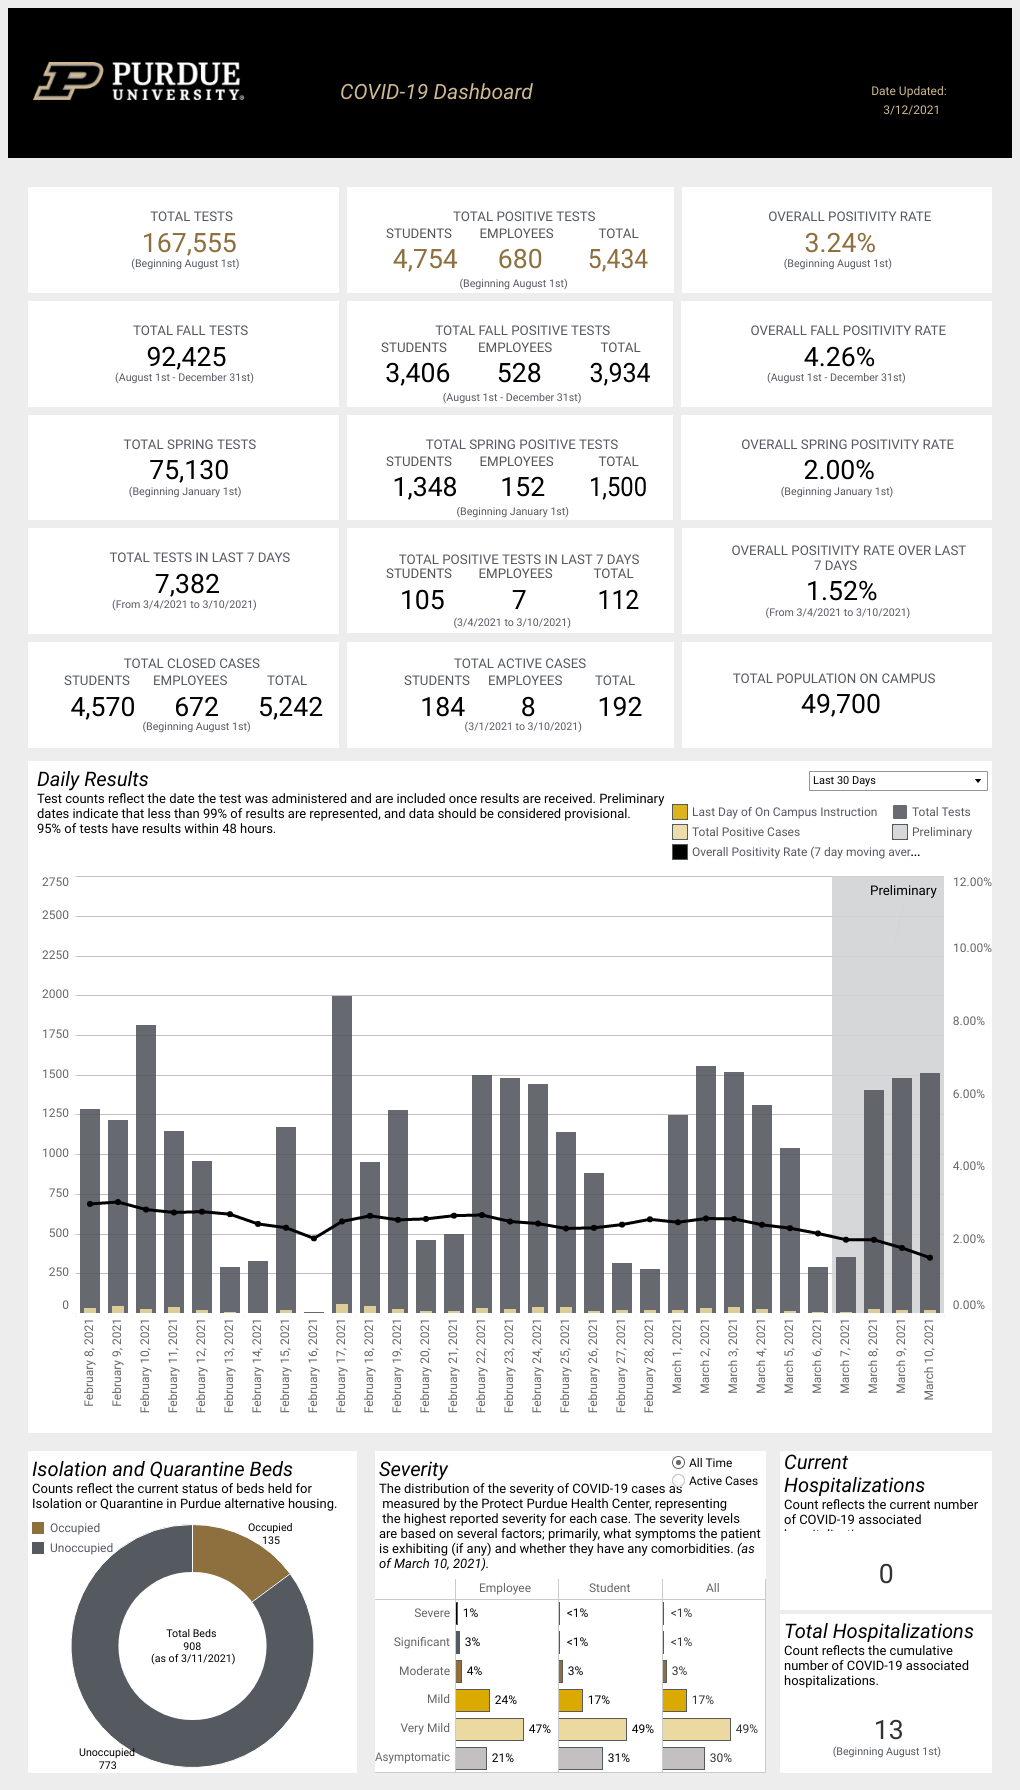 PURDUE
UNIVERSITY®
COVID-19 Dashboard
Date Updated:
3/12/2021
TOTAL TESTS
167,555
(Beginning August 1st)
TOTAL POSITIVE TESTS
STUDENTS EMPLOYEES TOTAL
4,754 680 5,434
(Beginning August 1st)
OVERALL POSITIVITY RATE
3.24%
(Beginning August 1st)
TOTAL FALL TESTS
92,425
(August 1st - December 31st)
TOTAL FALL POSITIVE TESTS
STUDENTS EMPLOYEES TOTAL
3,406 528 3,934
(August 1st - December 31st)
OVERALL FALL POSITIVITY RATE
4.26%
(August 1st - December 31st)
TOTAL SPRING TESTS
75,130
(Beginning January 1st)
TOTAL SPRING POSITIVE TESTS
STUDENTS EMPLOYEES TOTAL
1,348 152 1,500
(Beginning January 1st)
OVERALL SPRING POSITIVITY RATE
2.00%
(Beginning January 1st)
TOTAL TESTS IN LAST 7 DAYS
7,382
(From 3/4/2021 to 3/10/2021)
TOTAL POSITIVE TESTS IN LAST 7 DAYS
STUDENTS EMPLOYEES TOTAL
105 7 112
(3/4/2021 to 3/10/2021)
OVERALL POSITIVITY RATE OVER LAST
7 DAYS
1.52%
(From 3/4/2021 to 3/10/2021)
TOTAL CLOSED CASES
STUDENTS EMPLOYEES TOTAL
4,570 672 5,242
(Beginning August 1st)
TOTAL ACTIVE CASES
STUDENTS EMPLOYEES TOTAL
184 8 192
(3/1/2021 to 3/10/2021)
TOTAL POPULATION ON CAMPUS
49,700
Daily Results
Test counts reflect the date the test was administered and are included once results are received. Preliminary
dates indicate that less than 99% of results are represented, and data should be considered provisional.
95% of tests have results within 48 hours.
Last 30 Days
Last Day of On Campus Instruction
Total Tests
Total Positive Cases
Preliminary
Overall Positivity Rate (7 day moving aver...
Preliminary
2750
2500
2250
2000
1750
1500
1250
1000
750
500
250
0
12.00%
10.00%
8.00%
6.00%
4.00%
2.00%
0.00%
February 8, 2021
February 9, 2021
February 10, 2021
February 11, 2021
February 12, 2021
February 13, 2021
February 14, 2021
February 15, 2021
February 16, 2021
February 17, 2021
February 18, 2021
February 19, 2021
February 20, 2021
February 21, 2021
February 22, 2021
February 23, 2021
February 24, 2021
February 25, 2021
February 26, 2021
February 27, 2021
February 28, 2021
March 1, 2021
March 2, 2021
March 3, 2021
March 4, 2021
March 5, 2021
March 6, 2021
March 7, 2021
March 8, 2021
March 9, 2021
March 10, 2021
Isolation and Quarantine Beds
Counts reflect the current status of beds held for
Isolation or Quarantine in Purdue alternative housing.
Occupied
Unoccupied
Occupied
135
Total Beds
908
(as of 3/11/2021)
Unoccupied
773
Severity
All Time
Active Cases
The distribution of the severity of COVID-19 cases as
measured by the Protect Purdue Health Center, representing
the highest reported severity for each case. The severity levels
are based on several factors; primarily, what symptoms the patient
is exhibiting (if any) and whether they have any comorbidities. (as
of March 10, 2021).
Employee Student All
Severe 1% <1% <1%
Significant 3% <1% <1%
Moderate 4% 3% 3%
Mild 24% 17% 17%
Very Mild 47% 49% 49%
Asymptomatic 21% 31% 30%
Current
Hospitalizations
Count reflects the current number
of COVID-19 associated
0
Total Hospitalizations
Count reflects the cumulative
number of COVID-19 associated
hospitalizations.
13
(Beginning August 1st)